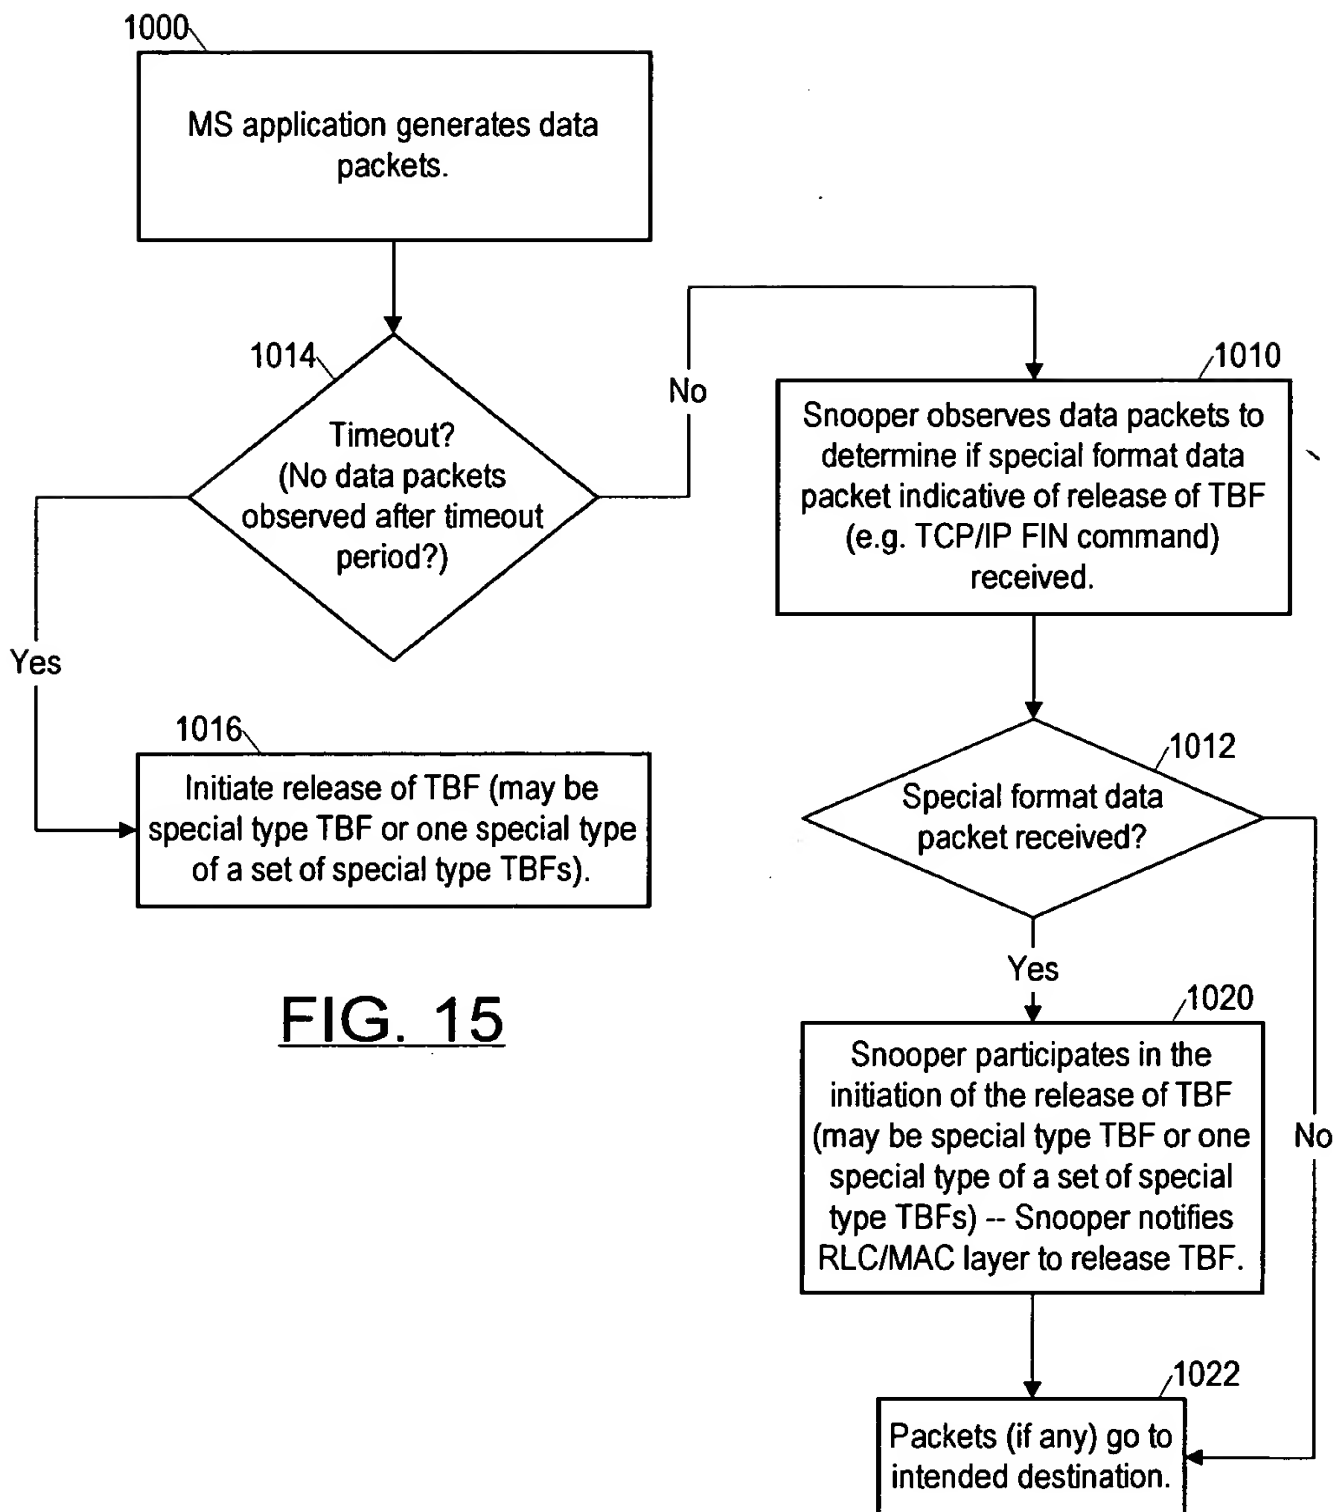 1000
MS application generates data
packets.
1014
Timeout?
(No data packets
observed after timeout
period?)
No
Yes
1016
Initiate release of TBF (may be
special type TBF or one special type
of a set of special type TBFs).
1010
Snooper observes data packets to
determine if special format data
packet indicative of release of TBF
(e.g. TCP/IP FIN command)
received.
1012
Special format data
packet received?
Yes
No
1020
Snooper participates in the
initiation of the release of TBF
(may be special type TBF or one
special type of a set of special
type TBFs) -- Snooper notifies
RLC/MAC layer to release TBF.
1022
Packets (if any) go to
intended destination.
FIG. 15